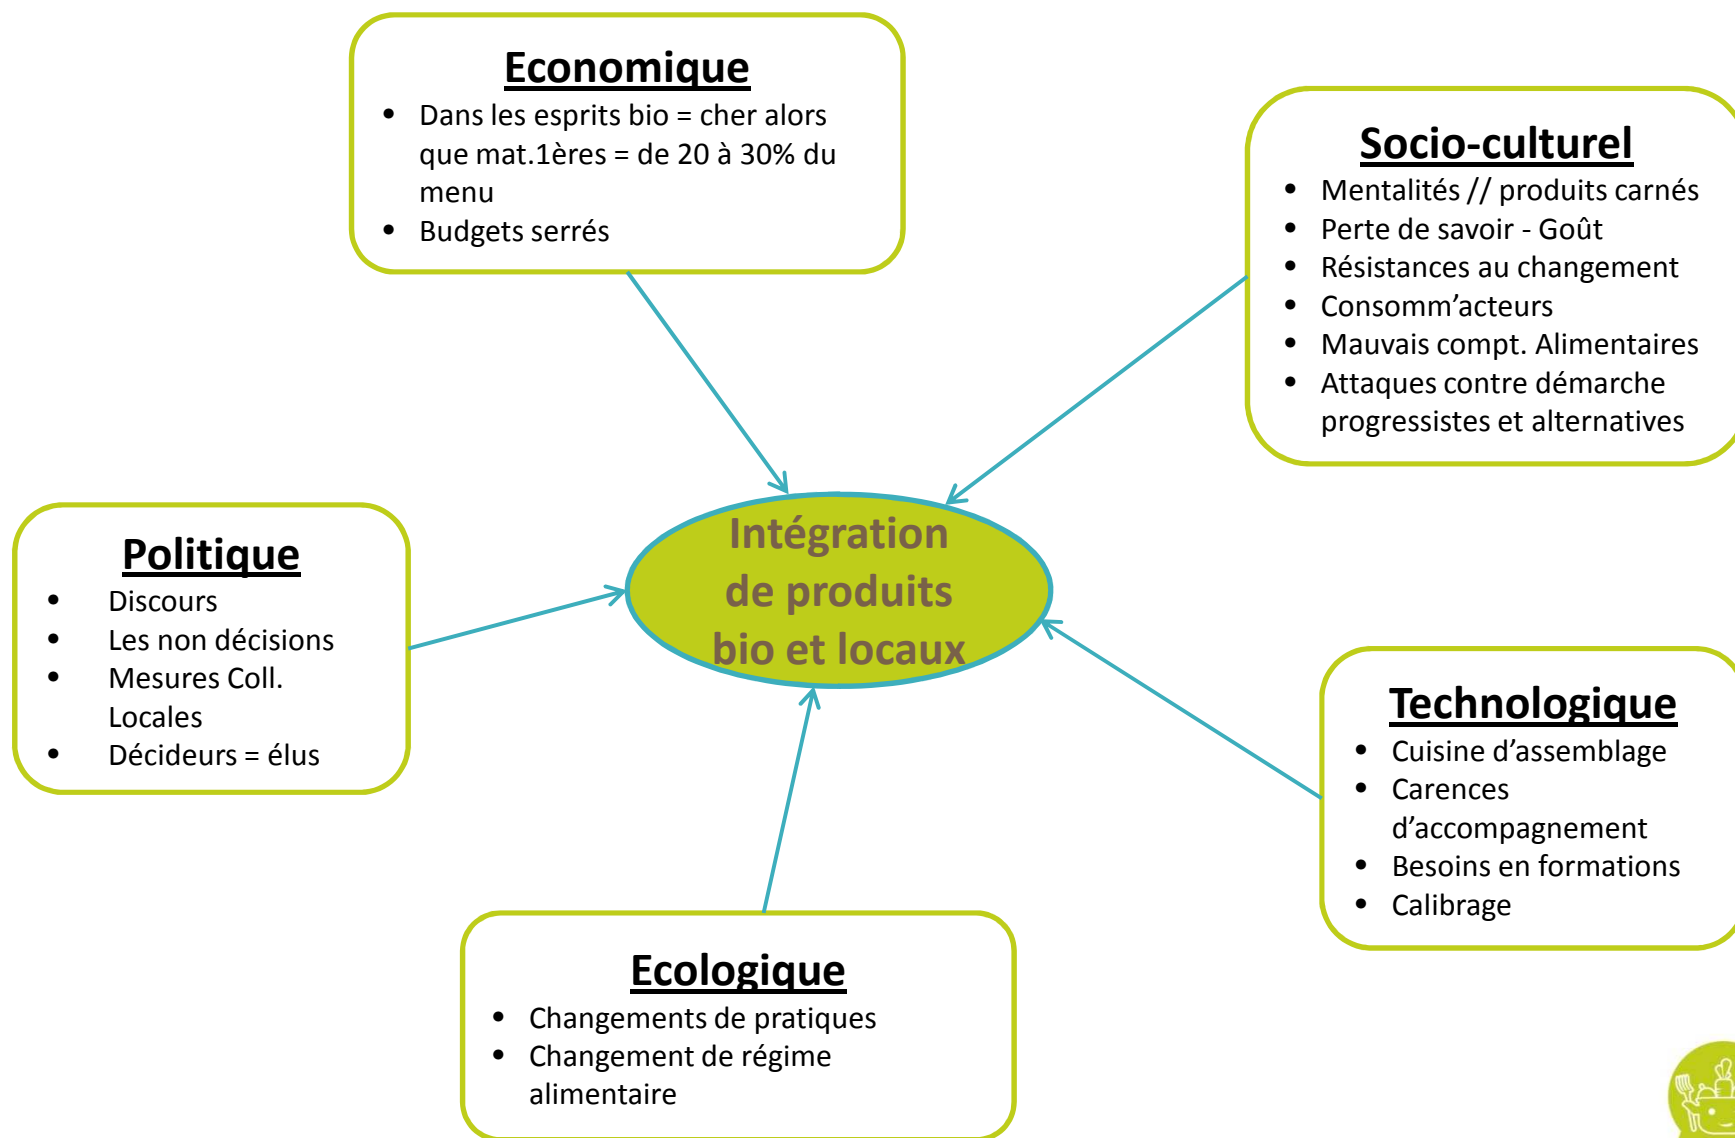 Economique
• Dans les esprits bio = cher alors
que mat.1ères = de 20 à 30% du
menu
• Budgets serrés
Socio-culturel
• Mentalités // produits carnés
• Perte de savoir - Goût
• Résistances au changement
• Consomm’acteurs
• Mauvais compt. Alimentaires
• Attaques contre démarche
progressistes et alternatives
Intégration
de produits
bio et locaux
Politique
• Discours
• Les non décisions
• Mesures Coll.
Locales
• Décideurs = élus
Technologique
• Cuisine d’assemblage
• Carences
d’accompagnement
• Besoins en formations
• Calibrage
Ecologique
• Changements de pratiques
• Changement de régime
alimentaire